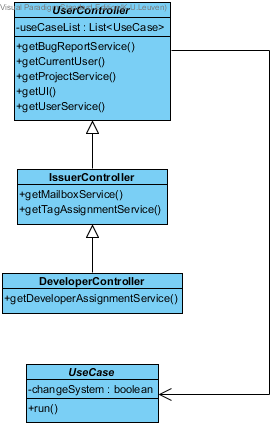 Visual Paradigm
U.Leuven)
UserController
-useCaseList : List<UseCase>
+getBugReportService()
+getCurrentUser()
+getProjectService()
+getUI()
+getUserService()
IssuerController
+getMailboxService()
+getTagAssignmentService()
DeveloperController
+getDeveloperAssignmentService()
UseCase
-changeSystem : boolean
+run()